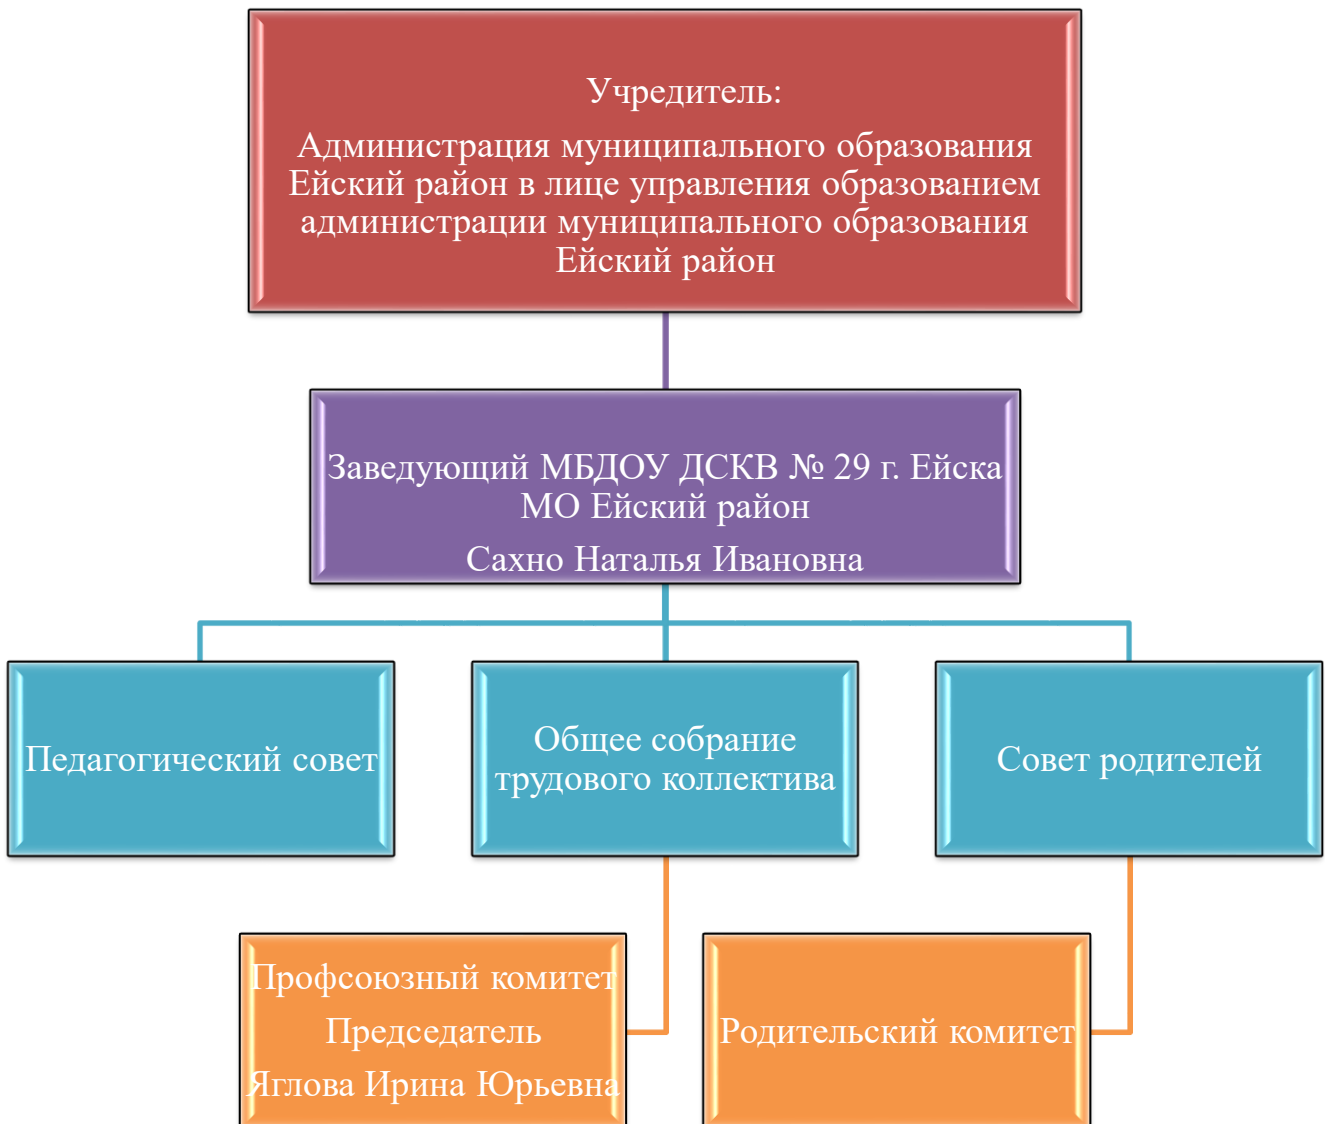 Учредитель:
Администрация муниципального образования
Ейский район в лице управления образованием
администрации муниципального образования
Ейский район
Заведующий МБДОУ ДСКВ № 29 г. Ейска
МО Ейский район
Сахно Наталья Ивановна
Педагогический совет
Общее собрание
трудового коллектива
Совет родителей
Профсоюзный комитет
Председатель
Яглова Ирина Юрьевна
Родительский комитет